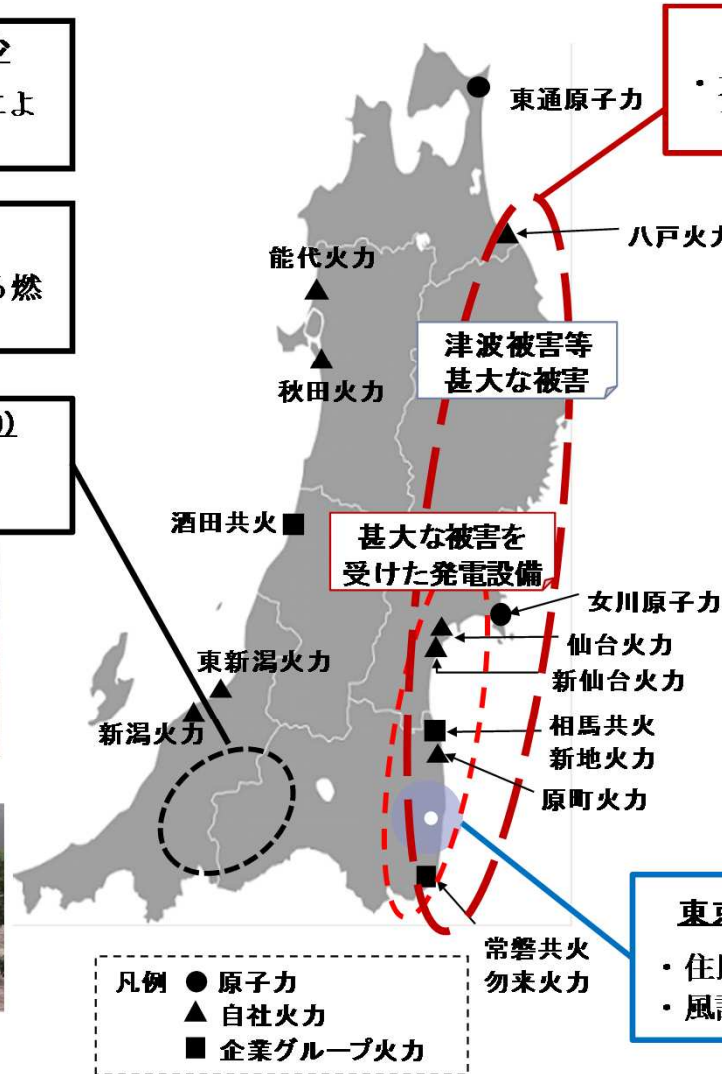 よ
・
燃
東通原子力
八戸火力
能代火力
津波被害等
甚大な被害
秋田火力
酒田共火
甚大な被害を
受けた発電設備
女川原子力
仙台火力
新仙台火力
東新潟火力
新潟火力
相馬共火
新地火力
原町火力
常磐共火
勿来火力
東
・住
・風
凡例 ● 原子力
▲ 自社火力
■ 企業グループ火力